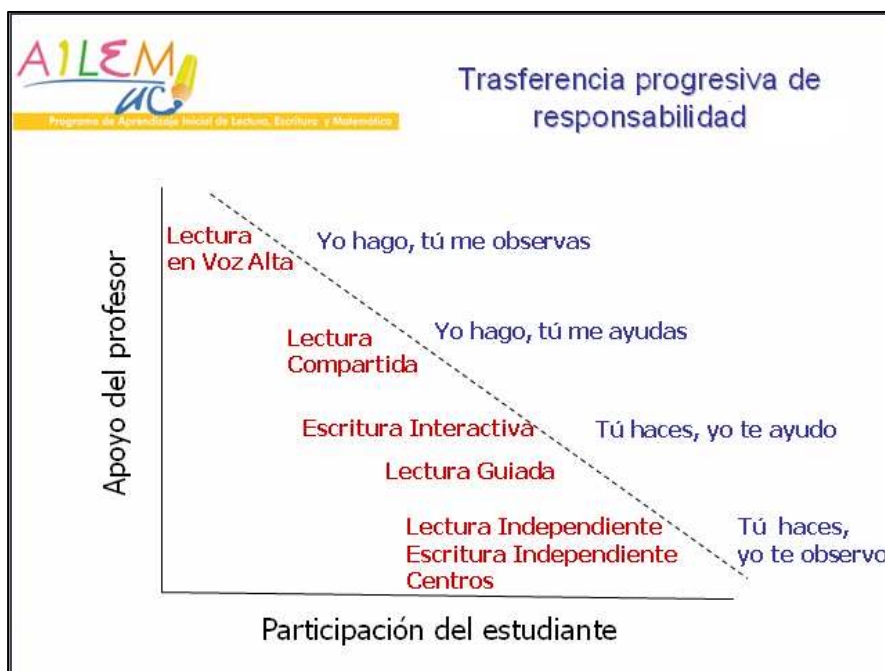 AILEM
UC
Programa de Aprendizaje Inicial de Lectura, Escritura y Matemática
Trasferencia progresiva de
responsabilidad
Apoyo del profesor
Lectura
en Voz Alta
Yo hago, tú me observas
Lectura
Compartida
Yo hago, tú me ayudas
Escritura Interactiva
Tú haces, yo te ayudo
Lectura Guiada
Lectura Independiente
Escritura Independiente
Centros
Tú haces,
yo te observo
Participación del estudiante